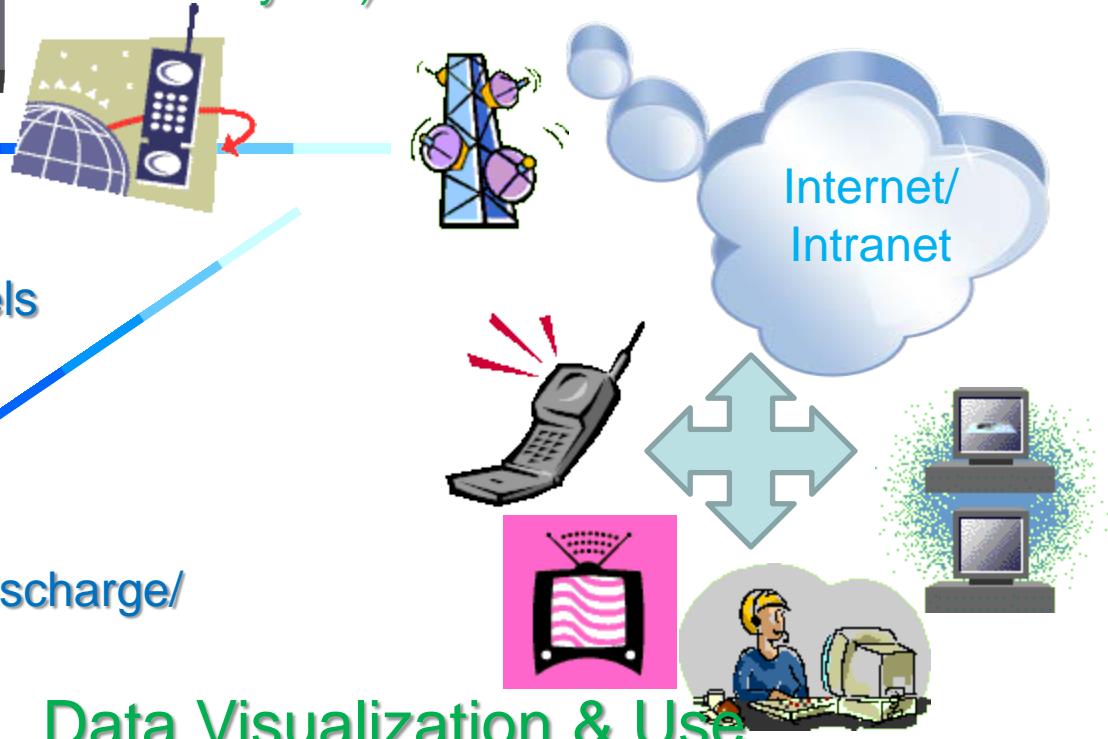 Internet/
Intranet
els
scharge/
Data Visualization & Use